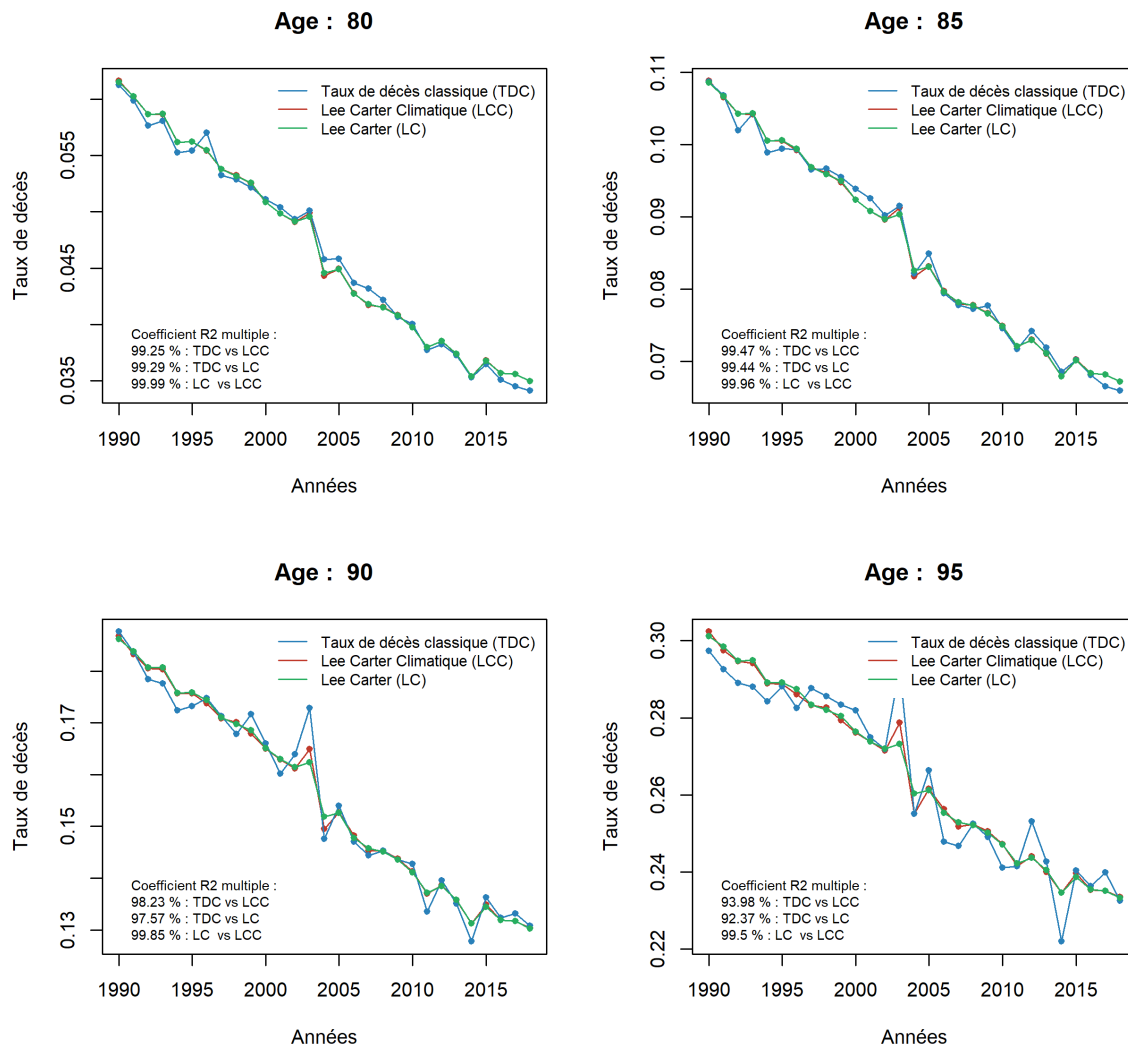 Age :  80
Taux de décès
0.035
0.045
0.055
Taux de décès classique (TDC)
Lee Carter Climatique (LCC)
Lee Carter (LC)
Coefficient R2 multiple :
99.25 % : TDC vs LCC
99.29 % : TDC vs LC
99.99 % : LC  vs LCC
1990 1995 2000 2005 2010 2015
Années
Age :  85
Taux de décès
0.07
0.08
0.09
0.10
0.11
Taux de décès classique (TDC)
Lee Carter Climatique (LCC)
Lee Carter (LC)
Coefficient R2 multiple :
99.47 % : TDC vs LCC
99.44 % : TDC vs LC
99.96 % : LC  vs LCC
1990 1995 2000 2005 2010 2015
Années
Age :  90
Taux de décès
0.13
0.15
0.17
Taux de décès classique (TDC)
Lee Carter Climatique (LCC)
Lee Carter (LC)
Coefficient R2 multiple :
98.23 % : TDC vs LCC
97.57 % : TDC vs LC
99.85 % : LC  vs LCC
1990 1995 2000 2005 2010 2015
Années
Age :  95
Taux de décès
0.22
0.24
0.26
0.28
0.30
Taux de décès classique (TDC)
Lee Carter Climatique (LCC)
Lee Carter (LC)
Coefficient R2 multiple :
93.98 % : TDC vs LCC
92.37 % : TDC vs LC
99.5 % : LC  vs LCC
1990 1995 2000 2005 2010 2015
Années